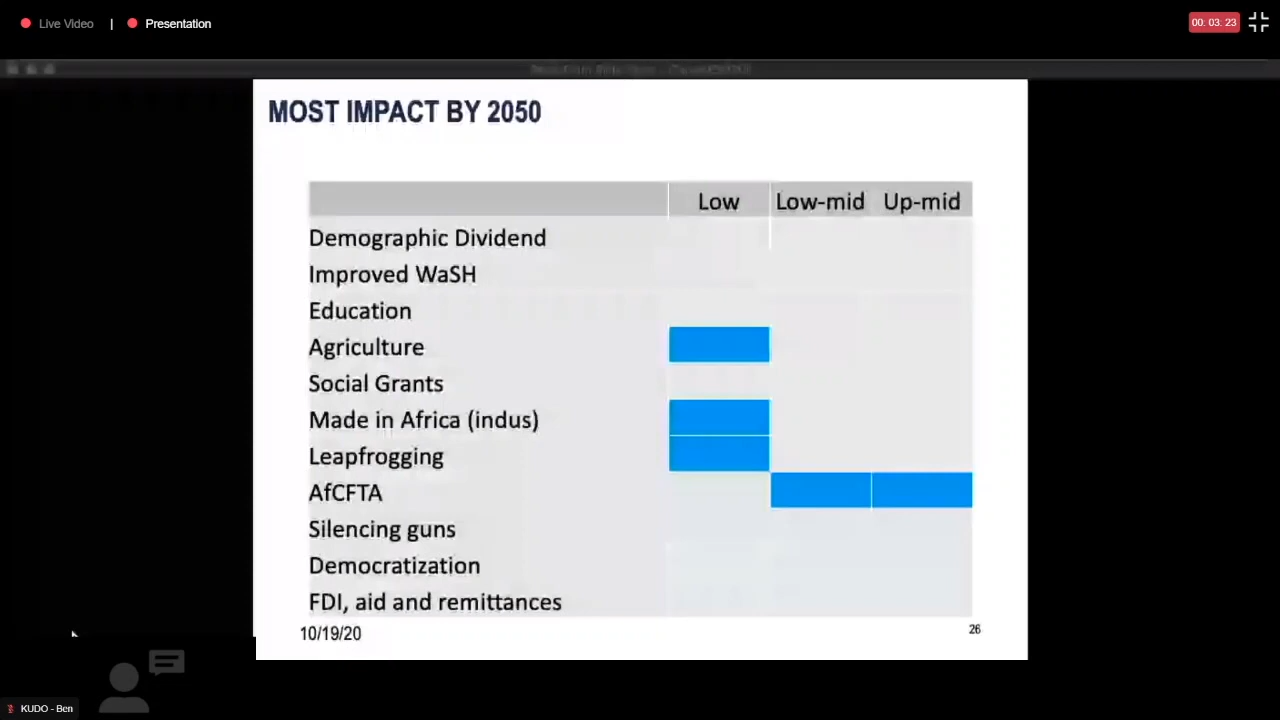 Live Video | Presentation
00: 03: 23
MOST IMPACT BY 2050
Low Low-mid Up-mid
Demographic Dividend
Improved WaSH
Education
Agriculture
Social Grants
Made in Africa (indus)
Leapfrogging
AfCFTA
Silencing guns
Democratization
FDI, aid and remittances
10/19/20
26
KUDO - Ben